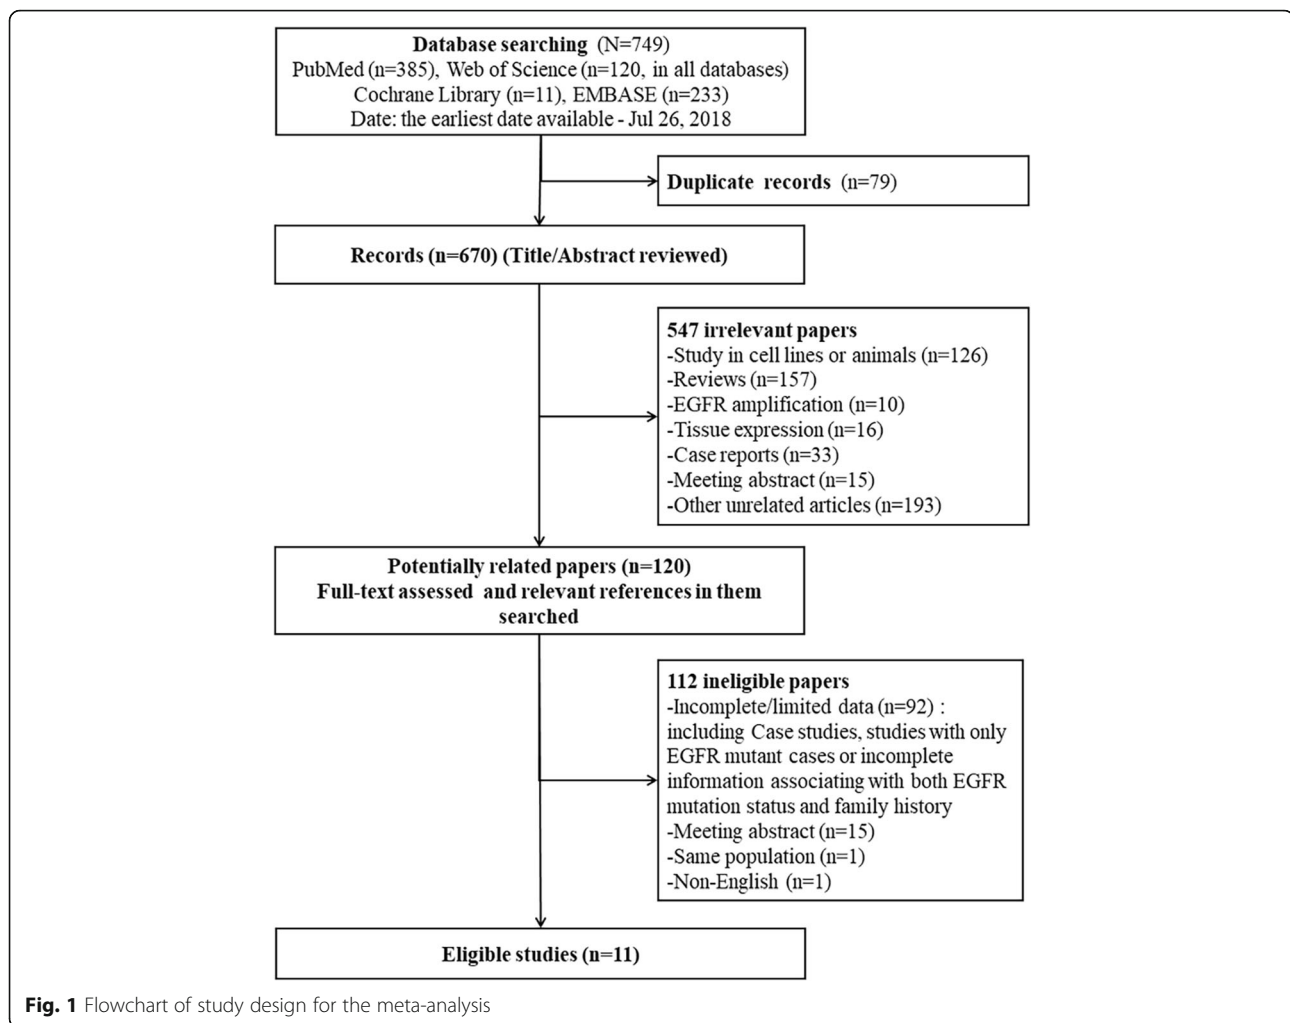 Database searching (N=749)
PubMed (n=385), Web of Science (n=120, in all databases)
Cochrane Library (n=11), EMBASE (n=233)
Date: the earliest date available - Jul 26, 2018
Duplicate records (n=79)
Records (n=670) (Title/Abstract reviewed)
547 irrelevant papers
-Study in cell lines or animals (n=126)
-Reviews (n=157)
-EGFR amplification (n=10)
-Tissue expression (n=16)
-Case reports (n=33)
-Meeting abstract (n=15)
-Other unrelated articles (n=193)
Potentially related papers (n=120)
Full-text assessed and relevant references in them
searched
112 ineligible papers
-Incomplete/limited data (n=92) :
including Case studies, studies with only
EGFR mutant cases or incomplete
information associating with both EGFR
mutation status and family history
-Meeting abstract (n=15)
-Same population (n=1)
-Non-English (n=1)
Eligible studies (n=11)
Fig. 1 Flowchart of study design for the meta-analysis